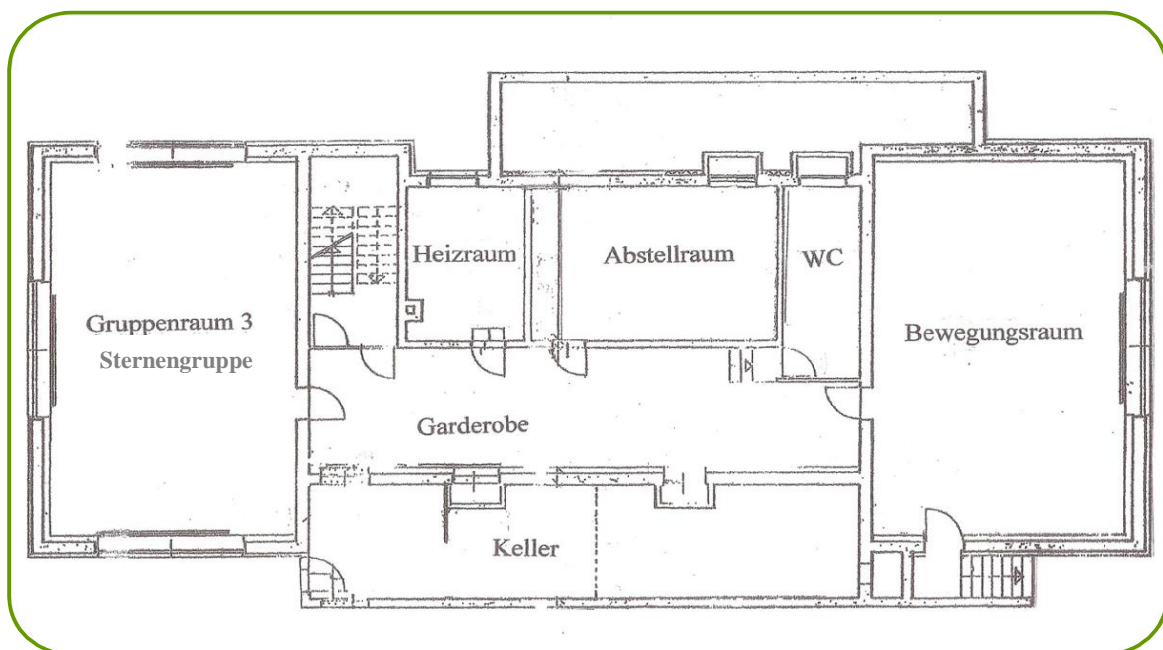 Heizraum
Abstellraum
WC
Gruppenraum 3
Sternengruppe
Bewegungsraum
Garderobe
Keller